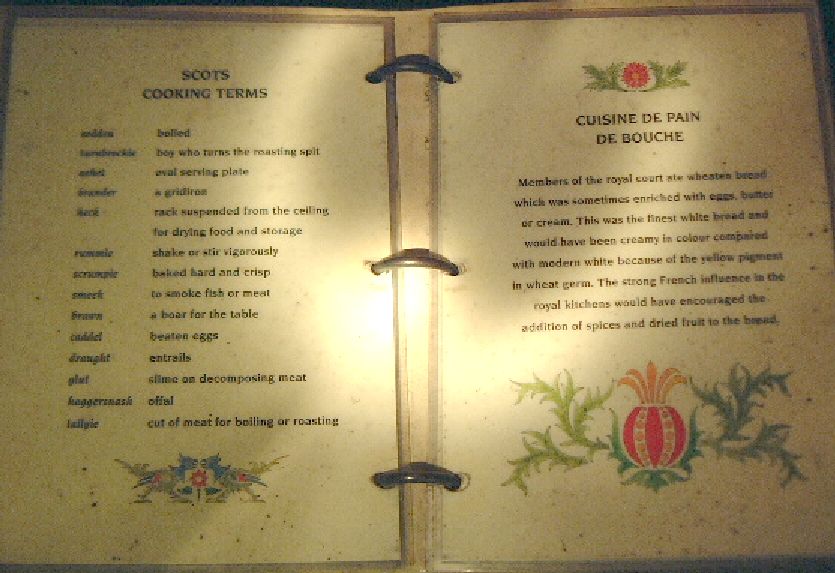 SCOTS
COOKING TERMS
sodden boiled
turnbrochie boy who turns the roasting spit
ashet oval serving plate
brander a gridiron
heck rack suspended from the ceiling
for drying food and storage
rummle shake or stir vigorously
scrumpie baked hard and crisp
smeek to smoke fish or meat
brawn a boar for the table
caddel beaten eggs
draught entrails
glut slime on decomposing meat
haggersnash offal
lallgie cut of meat for boiling or roasting
CUISINE DE PAIN
DE BOUCHE
Members of the royal court ate wheaten bread
which was sometimes enriched with eggs, butter
or cream. This was the finest white bread and
would have been creamy in colour compared
with modern white because of the yellow pigment
in wheat germ. The strong French influence in the
royal kitchens would have encouraged the
addition of spices and dried fruit to the bread.